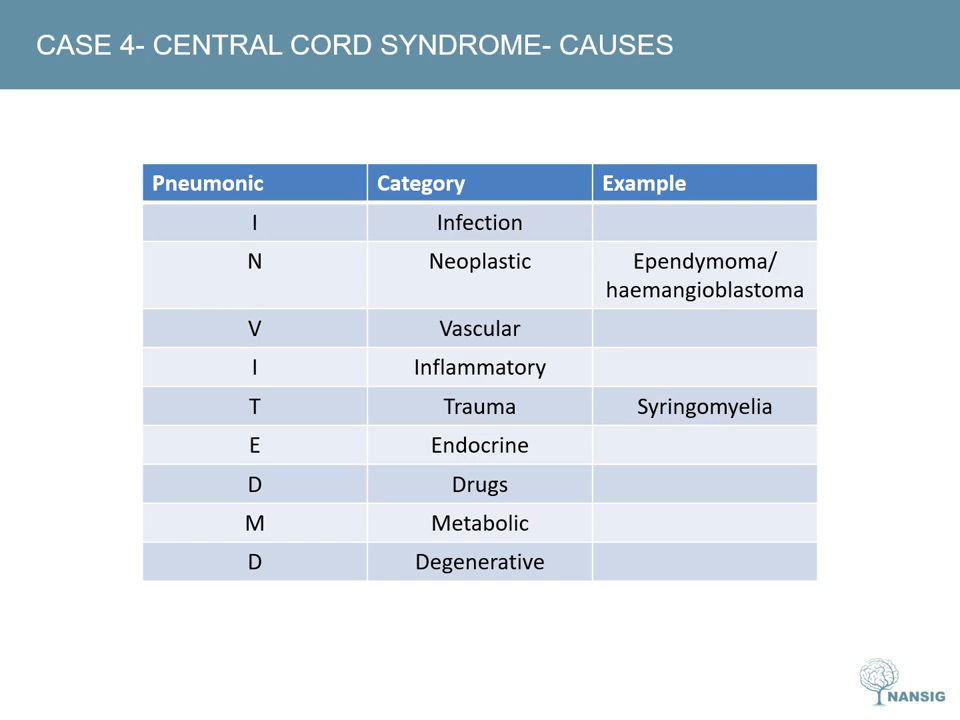 CASE 4- CENTRAL CORD SYNDROME- CAUSES
Pneumonic Category Example
I Infection
N Neoplastic Ependymoma/
haemangioblastoma
V Vascular
I Inflammatory
T Trauma Syringomyelia
E Endocrine
D Drugs
M Metabolic
D Degenerative
NANSIG